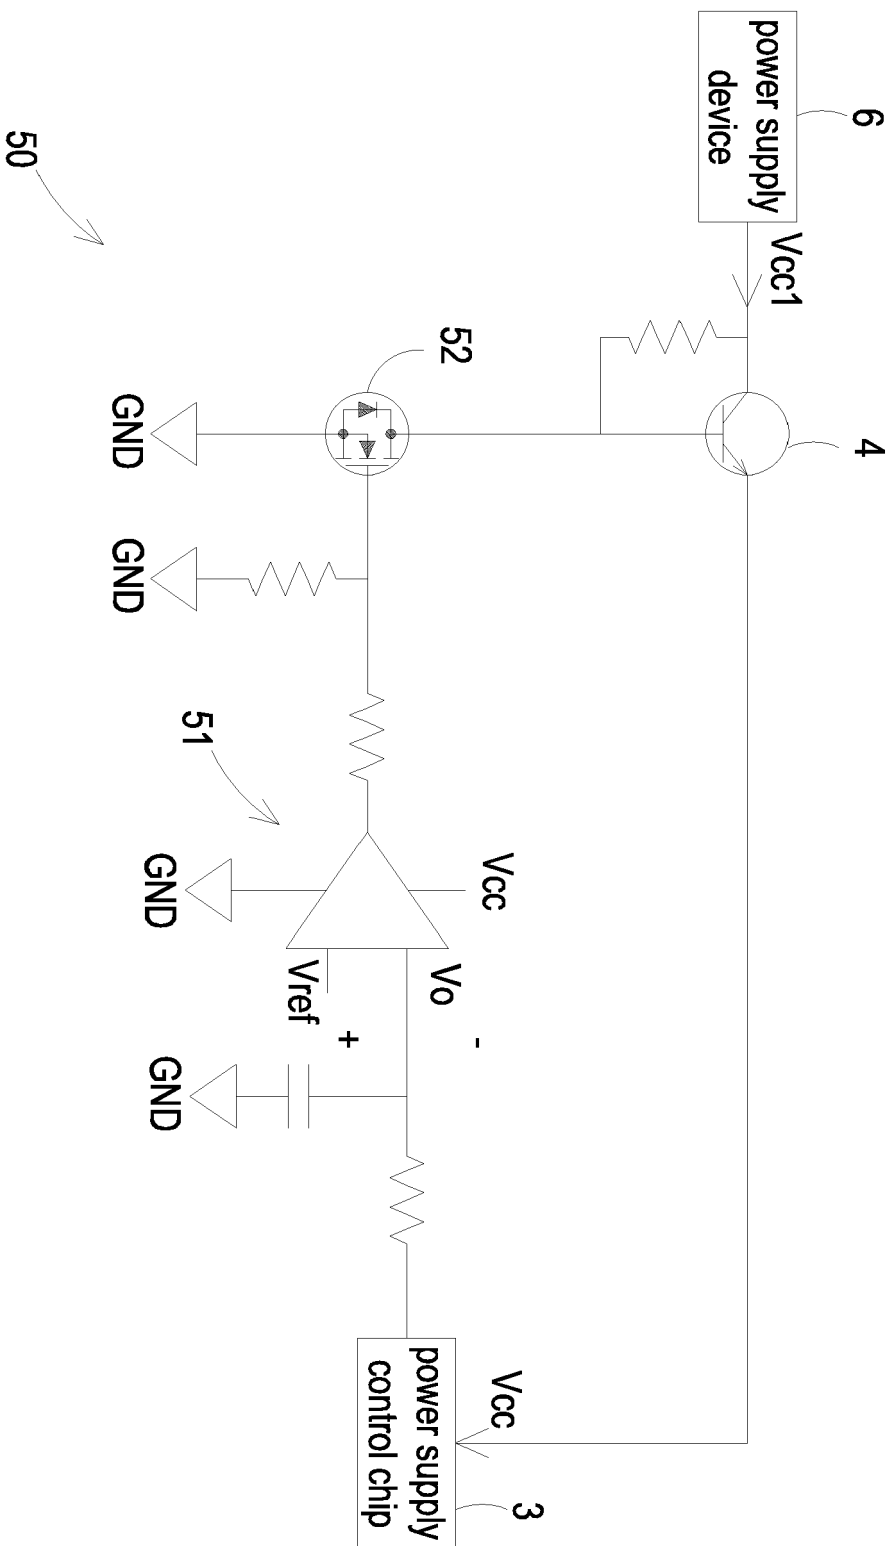 6
4
Vcc1
power supply
device
3
Vcc
Vcc
-
52
Vo
power supply
control chip
+
Vref
51
GND
GND
GND
GND
50